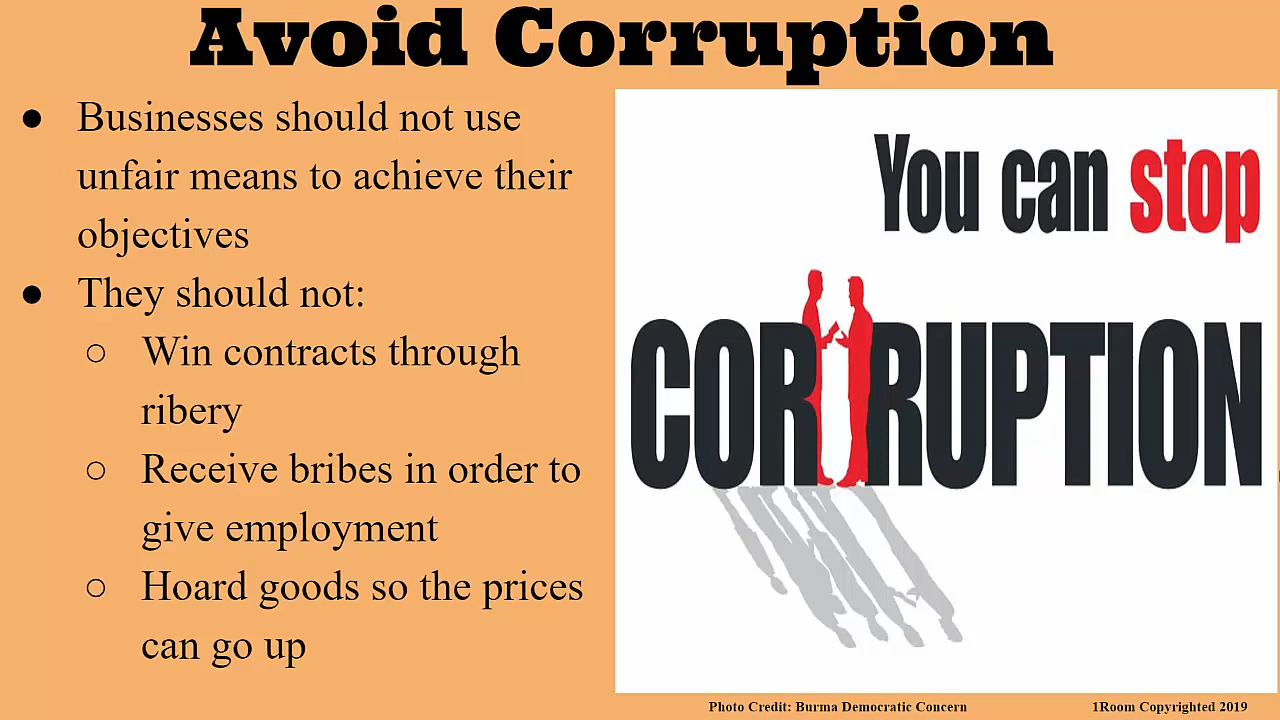 Avoid Corruption
● Businesses should not use
unfair means to achieve their
objectives
● They should not:
○ Win contracts through
ribery
○ Receive bribes in order to
give employment
○ Hoard goods so the prices
can go up
You can stop
CORRUPTION
Photo Credit: Burma Democratic Concern
1Room Copyrighted 2019